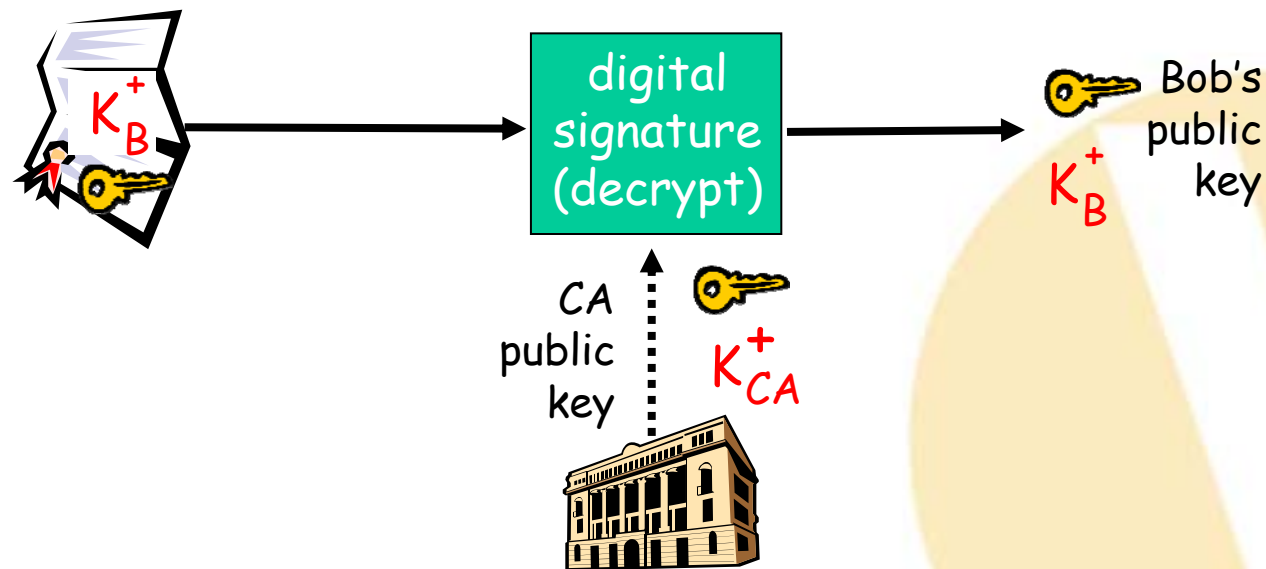 K+B
digital
signature
(decrypt)
Bob's
public
key
K+B
CA
public
key
K+CA